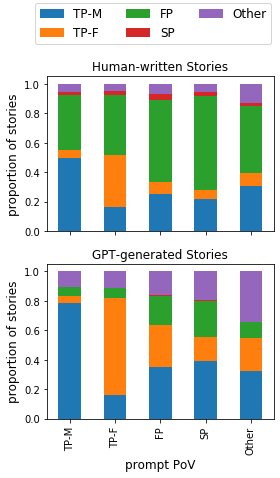 TP-M FP Other
TP-F SP
Human-written Stories
proportion of stories
1.0
0.8
0.6
0.4
0.2
0.0
GPT-generated Stories
proportion of stories
1.0
0.8
0.6
0.4
0.2
0.0
TP-M TP-F FP SP Other
prompt PoV